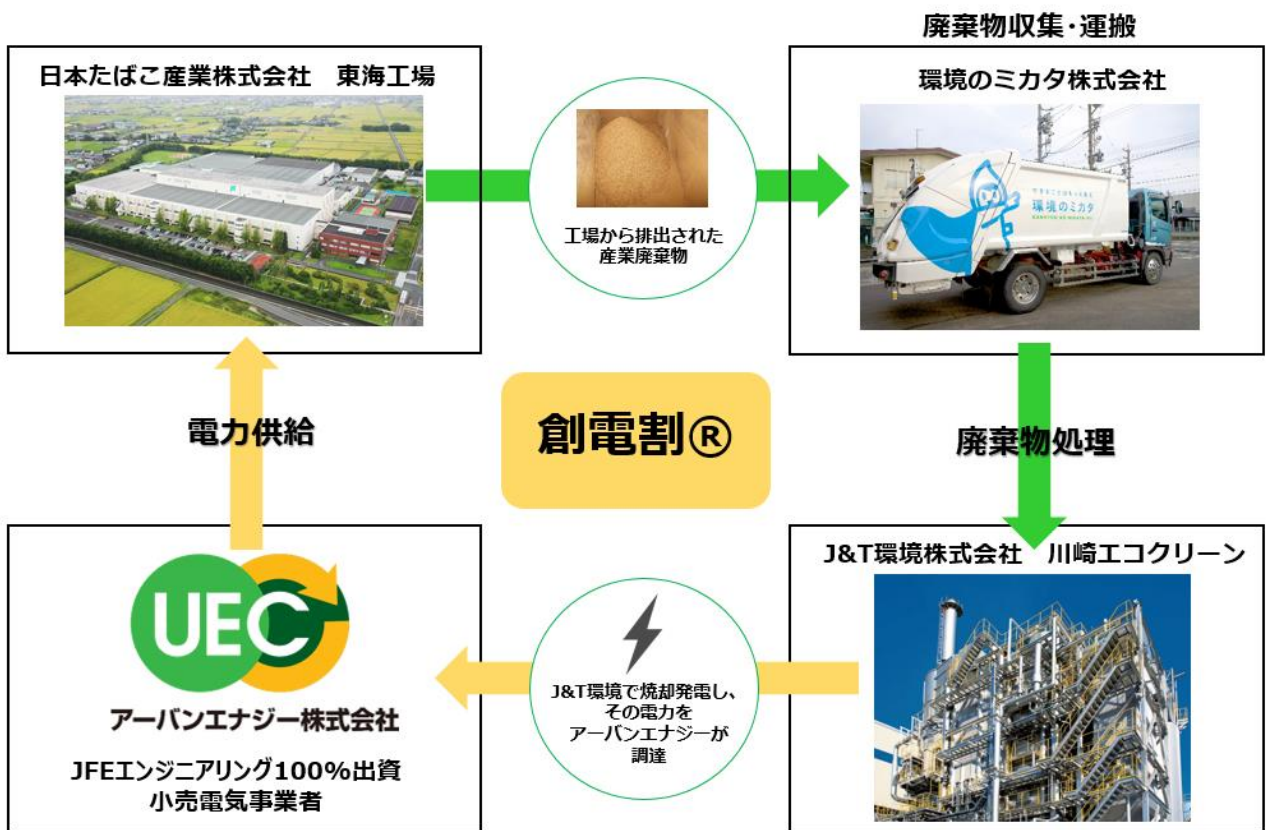 廃棄物収集・運搬
日本たばこ産業株式会社　東海工場
環境のミカタ株式会社
工場から排出された
産業廃棄物
環境のミカタ
電力供給
創電割®
廃棄物処理
J&T環境株式会社　川崎エコクリーン
UEC
アーバンエナジー株式会社
JFEエンジニアリング100%出資
小売電気事業者
J&T環境で焼却発電し、
その電力を
アーバンエナジーが
調達